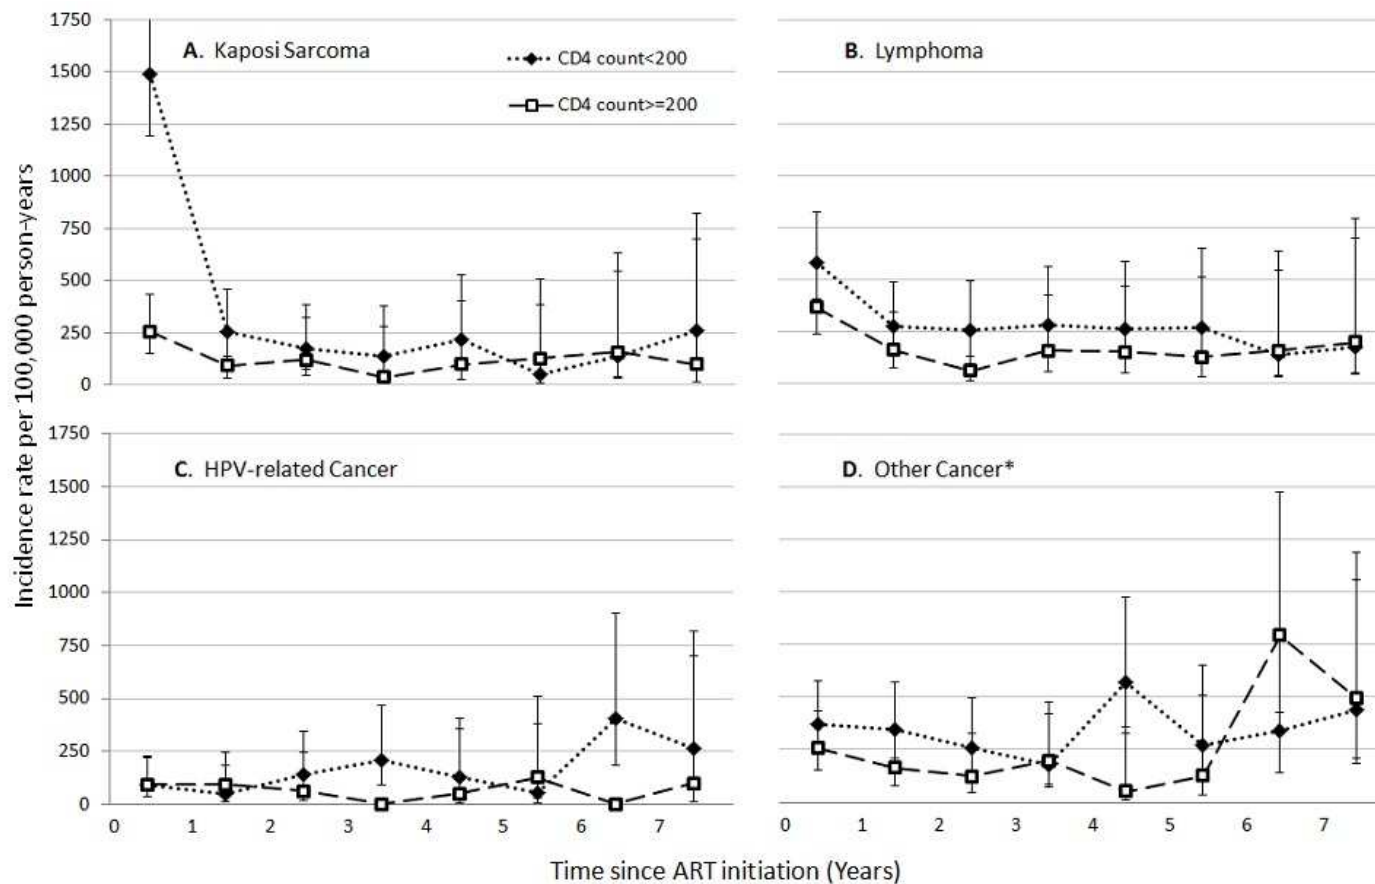 Incidence rate per 100,000 person-years
1750
1500
1250
1000
750
500
250
0
A. Kaposi Sarcoma
CD4 count<200
CD4 count>=200
B. Lymphoma
1750
1500
1250
1000
750
500
250
0
C. HPV-related Cancer
D. Other Cancer*
0 1 2 3 4 5 6 7
0 1 2 3 4 5 6 7
Time since ART initiation (Years)